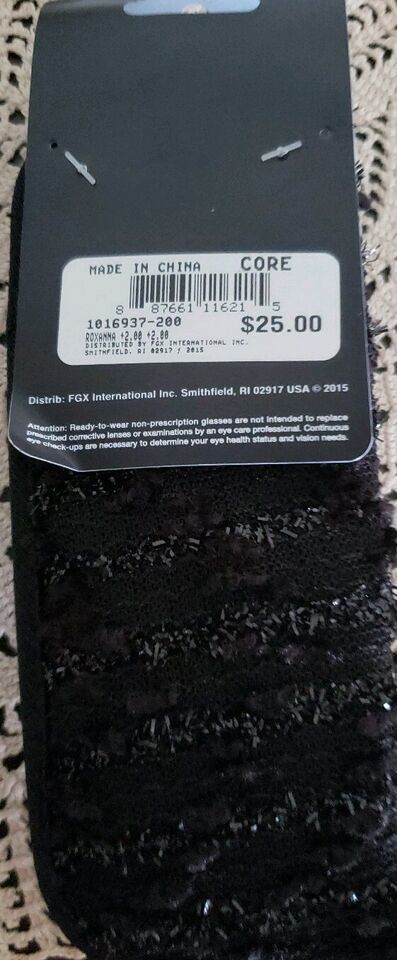 MADE IN CHINA CORE
8 87661 11621 5
1016937-200 $25.00
ROXANNA +2.00 +2.00
DISTRIBUTED BY FGX INTERNATIONAL INC.
SMITHFIELD, RI 02917 / 2015
Distrib: FGX International Inc. Smithfield, RI 02917 USA © 2015
Attention: Ready-to-wear non-prescription glasses are not intended to replace
prescribed corrective lenses or examinations by an eye care professional. Continuous
eye check-ups are necessary to determine your eye health status and vision needs.